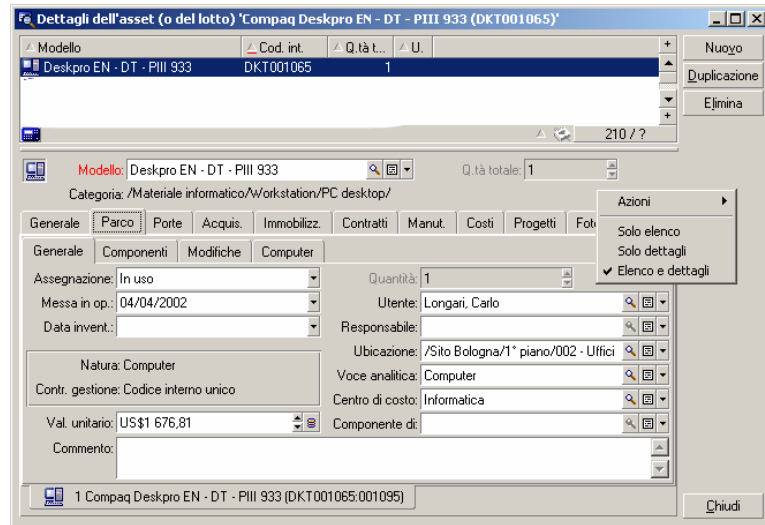 Dettagli dell'asset (o del lotto) 'Compaq Deskpro EN - DT - PIII 933 (DKT001065)'
Modello Cod. int. Q.tà t... U.
Deskpro EN - DT - PIII 933 DKT001065 1
210 / ?
Nuovo
Duplicazione
Elimina
Modello: Deskpro EN - DT - PIII 933 Q.tà totale: 1
Categoria: /Materiale informatico/Workstation/PC desktop/
Azioni
Solo elenco
Solo dettagli
Elenco e dettagli
Generale Parco Porte Acquis. Immobilizz. Contratti Manut. Costi Progetti Foto
Generale Componenti Modifiche Computer
Assegnazione: In uso Quantità: 1
Messa in op.: 04/04/2002 Utente: Longari, Carlo
Data invent.: Responsabile:
Ubicazione: /Sito Bologna/1° piano/002 - Uffici
Natura: Computer Voce analitica: Computer
Contr. gestione: Codice interno unico Centro di costo: Informatica
Val. unitario: US$1 676,81 Componente di:
Commento:
1 Compaq Deskpro EN - DT - PIII 933 (DKT001065:001095)
Chiudi